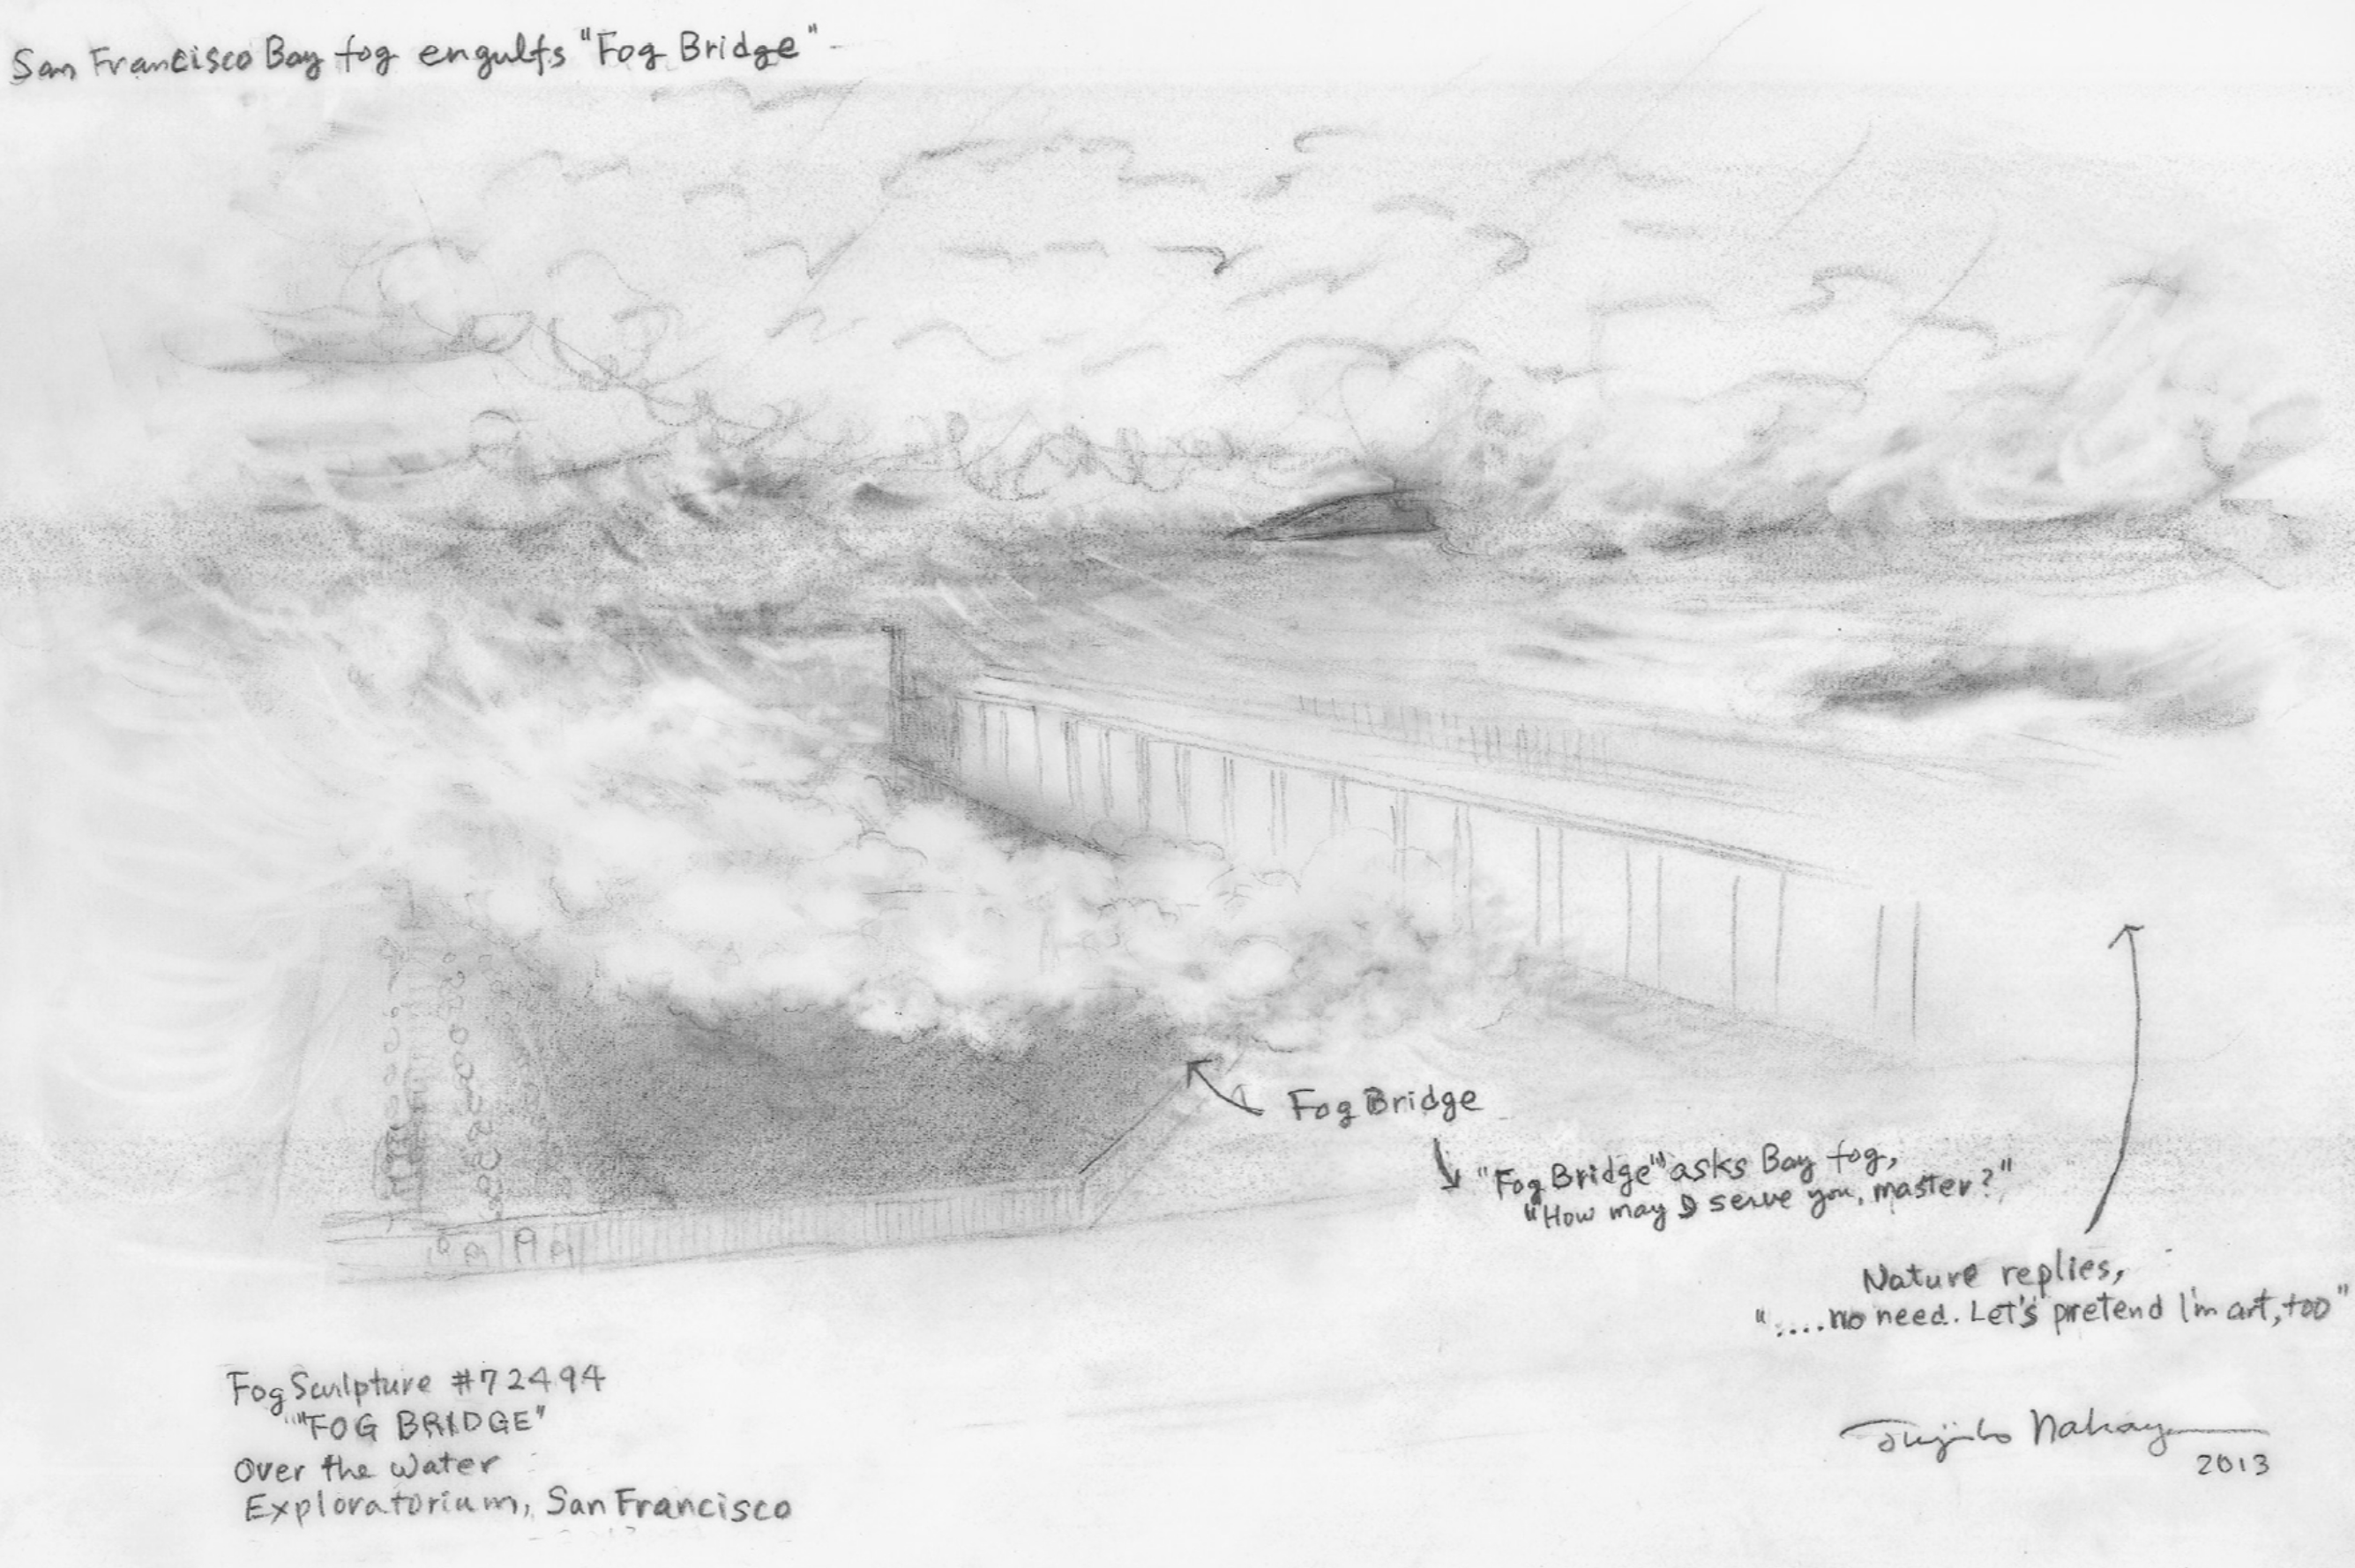 San Francisco Bay fog engulfs "Fog Bridge"
Fog Bridge
"Fog Bridge" asks Bay fog,
"How may I serve you, master?"
Nature replies,
"....no need. Let's pretend I'm art, too"
Fog Sculpture #72494
"FOG BRIDGE"
Over the Water
Exploratorium, San Francisco
Fujiko Nakaya
2013